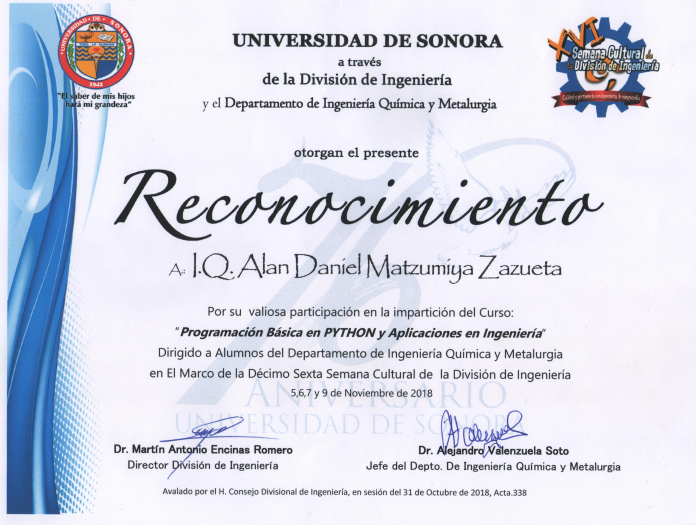 UNIVERSIDAD DE SONORA
a través
de la División de Ingeniería
y el Departamento de Ingeniería Química y Metalurgia
UNIVERSIDAD DE SONORA
1942
"El saber de mis hijos
hará mi grandeza"
XVI
Semana Cultural de
la División de Ingeniería
otorgan el presente
Reconocimiento
A: I.Q. Alan Daniel Matzumiya Zazueta
Por su valiosa participación en la impartición del Curso:
"Programación Básica en PYTHON y Aplicaciones en Ingeniería"
Dirigido a Alumnos del Departamento de Ingeniería Química y Metalurgia
en El Marco de la Décimo Sexta Semana Cultural de la División de Ingeniería
5,6,7 y 9 de Noviembre de 2018
76
ANIVERSARIO
UNIVERSIDAD DE SONORA
Dr. Martín Antonio Encinas Romero
Director División de Ingeniería
Dr. Alejandro Valenzuela Soto
Jefe del Depto. De Ingeniería Química y Metalurgia
Avalado por el H. Consejo Divisional de Ingeniería, en sesión del 31 de Octubre de 2018, Acta.338